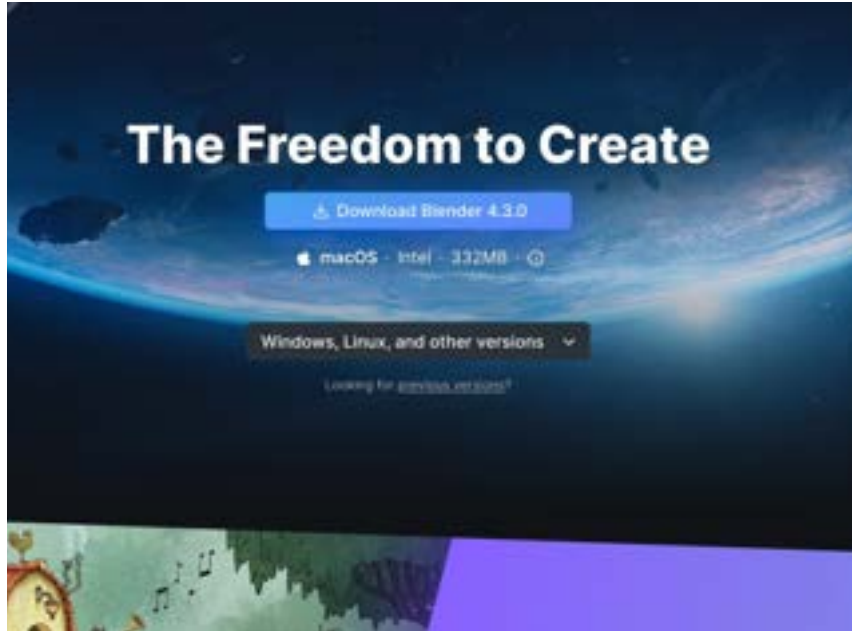 The Freedom to Create
Download Blender 4.3.0
macOS · Intel · 332MB ·
Windows, Linux, and other versions
Looking for previous versions?